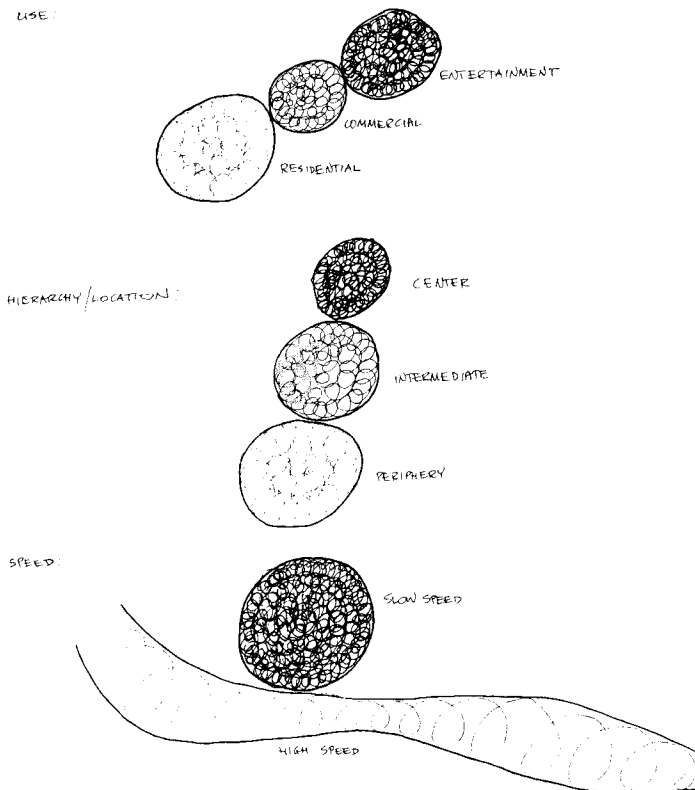 USE:
ENTERTAINMENT
COMMERCIAL
RESIDENTIAL
HIERARCHY/LOCATION:
CENTER
INTERMEDIATE
PERIPHERY
SPEED:
SLOW SPEED
HIGH SPEED